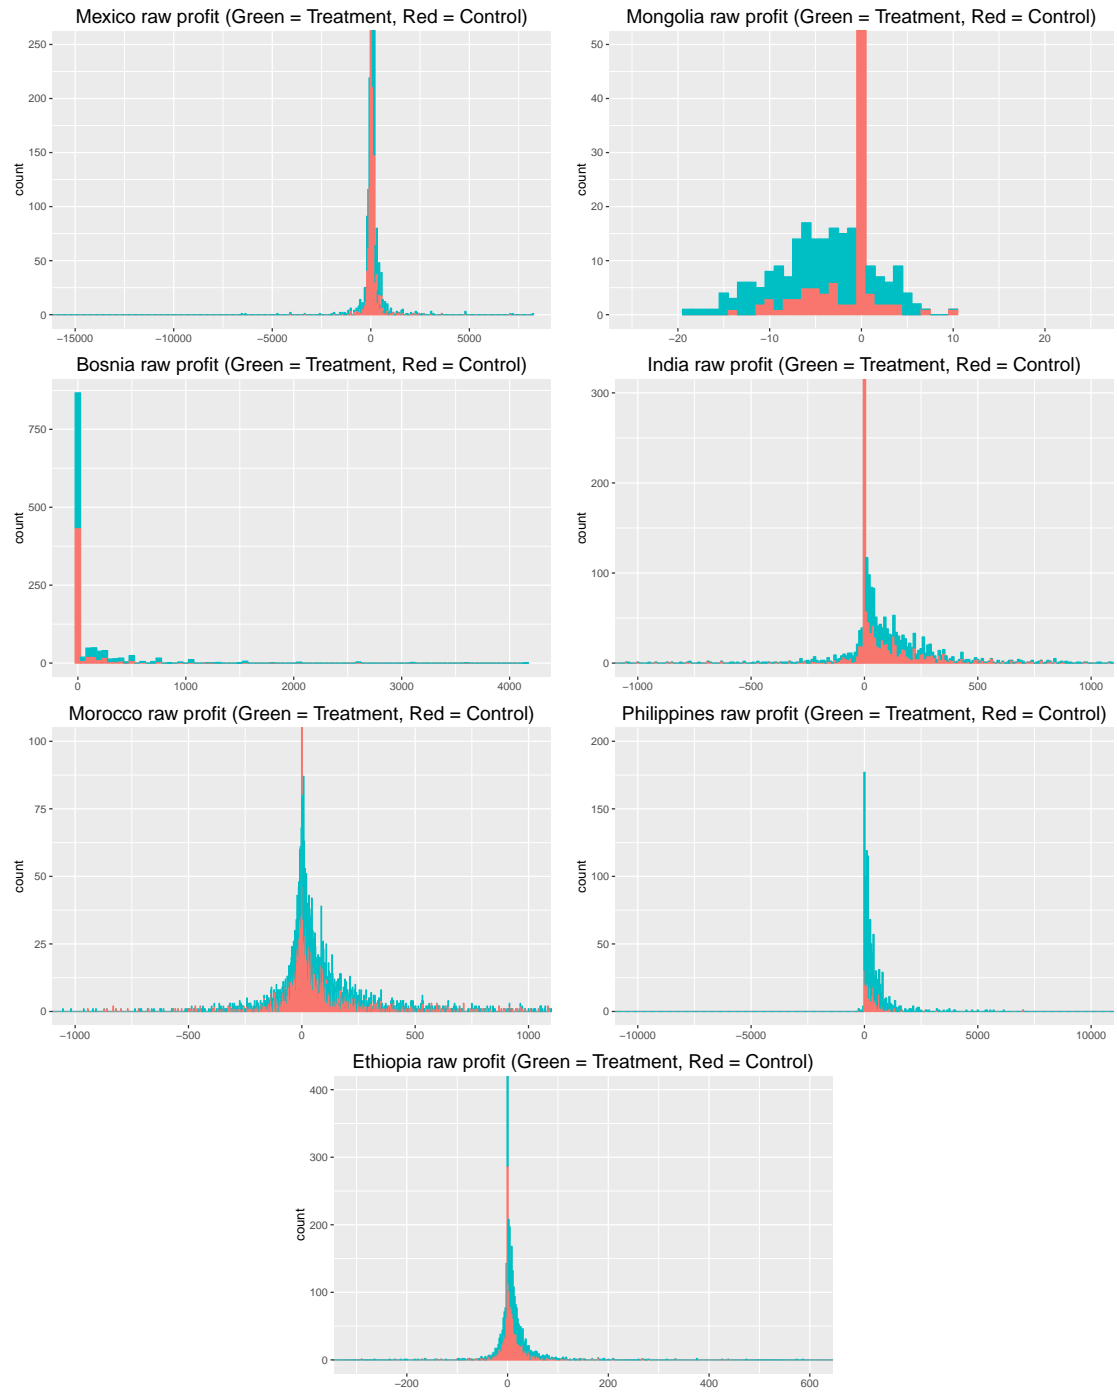 Mexico raw profit (Green = Treatment, Red = Control)
250
200
150
100
50
0
count
−15000 −10000 −5000 0 5000
Mongolia raw profit (Green = Treatment, Red = Control)
50
40
30
20
10
0
count
−20 −10 0 10 20
Bosnia raw profit (Green = Treatment, Red = Control)
750
500
250
0
count
0 1000 2000 3000 4000
India raw profit (Green = Treatment, Red = Control)
300
200
100
0
count
−1000 −500 0 500 1000
Morocco raw profit (Green = Treatment, Red = Control)
100
75
50
25
0
count
−1000 −500 0 500 1000
Philippines raw profit (Green = Treatment, Red = Control)
200
150
100
50
0
count
−10000 −5000 0 5000 10000
Ethiopia raw profit (Green = Treatment, Red = Control)
400
300
200
100
0
count
−200 0 200 400 600